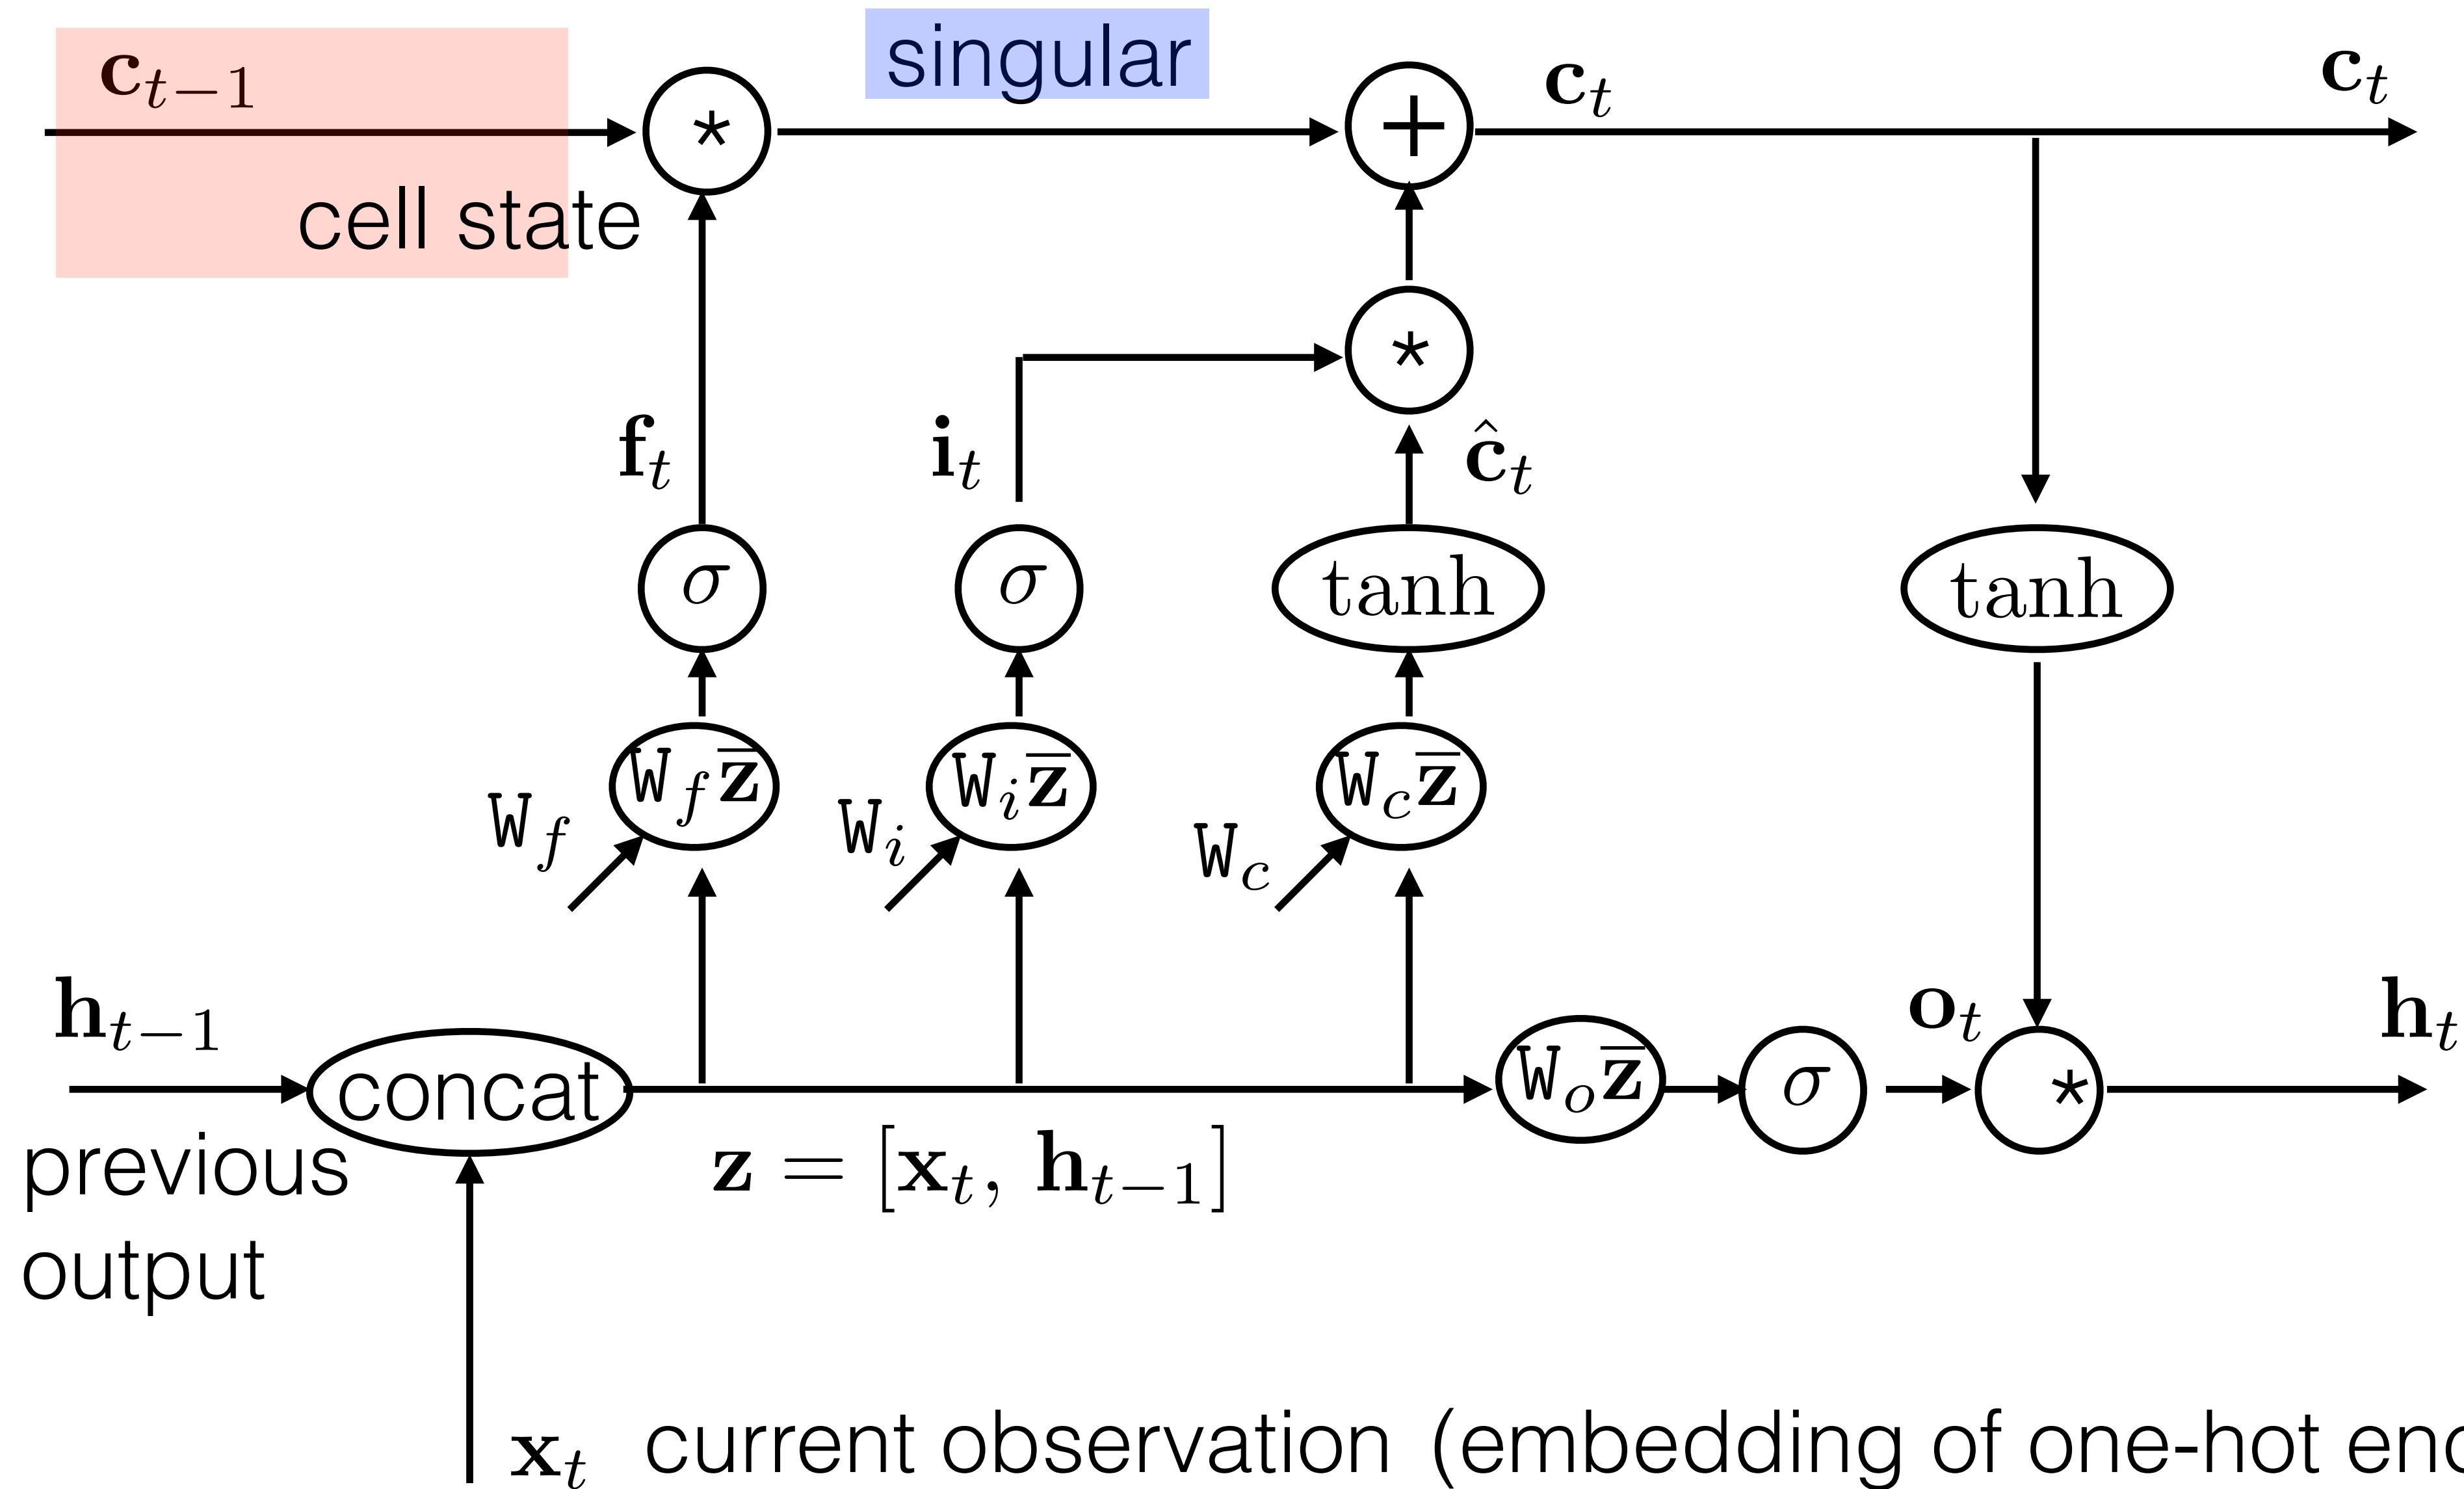 singular
c_{t−1}
c_t
c_t
*
+
cell state
*
f_t
i_t
ĉ_t
σ
σ
tanh
tanh
W_f z̅
W_i z̅
W_c z̅
W_f
W_i
W_c
h_{t−1}
o_t
h_t
concat
W_o z̅
σ
*
previous
output
z = [x_t, h_{t−1}]
x_t current observation (embedding of one-hot